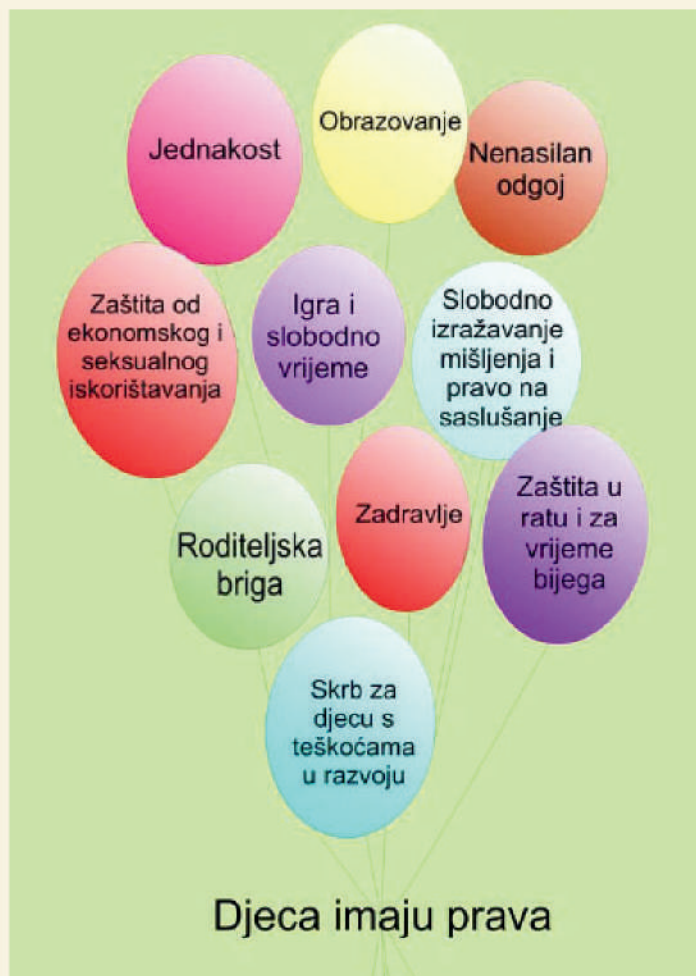 Jednakost
Obrazovanje
Nenasilan
odgoj
Zaštita od
ekonomskog i
seksualnog
iskorištavanja
Igra i
slobodno
vrijeme
Slobodno
izražavanje
mišljenja i
pravo na
saslušanje
Roditeljska
briga
Zadravlje
Zaštita u
ratu i za
vrijeme
bijega
Skrb za
djecu s
teškoćama
u razvoju
Djeca imaju prava